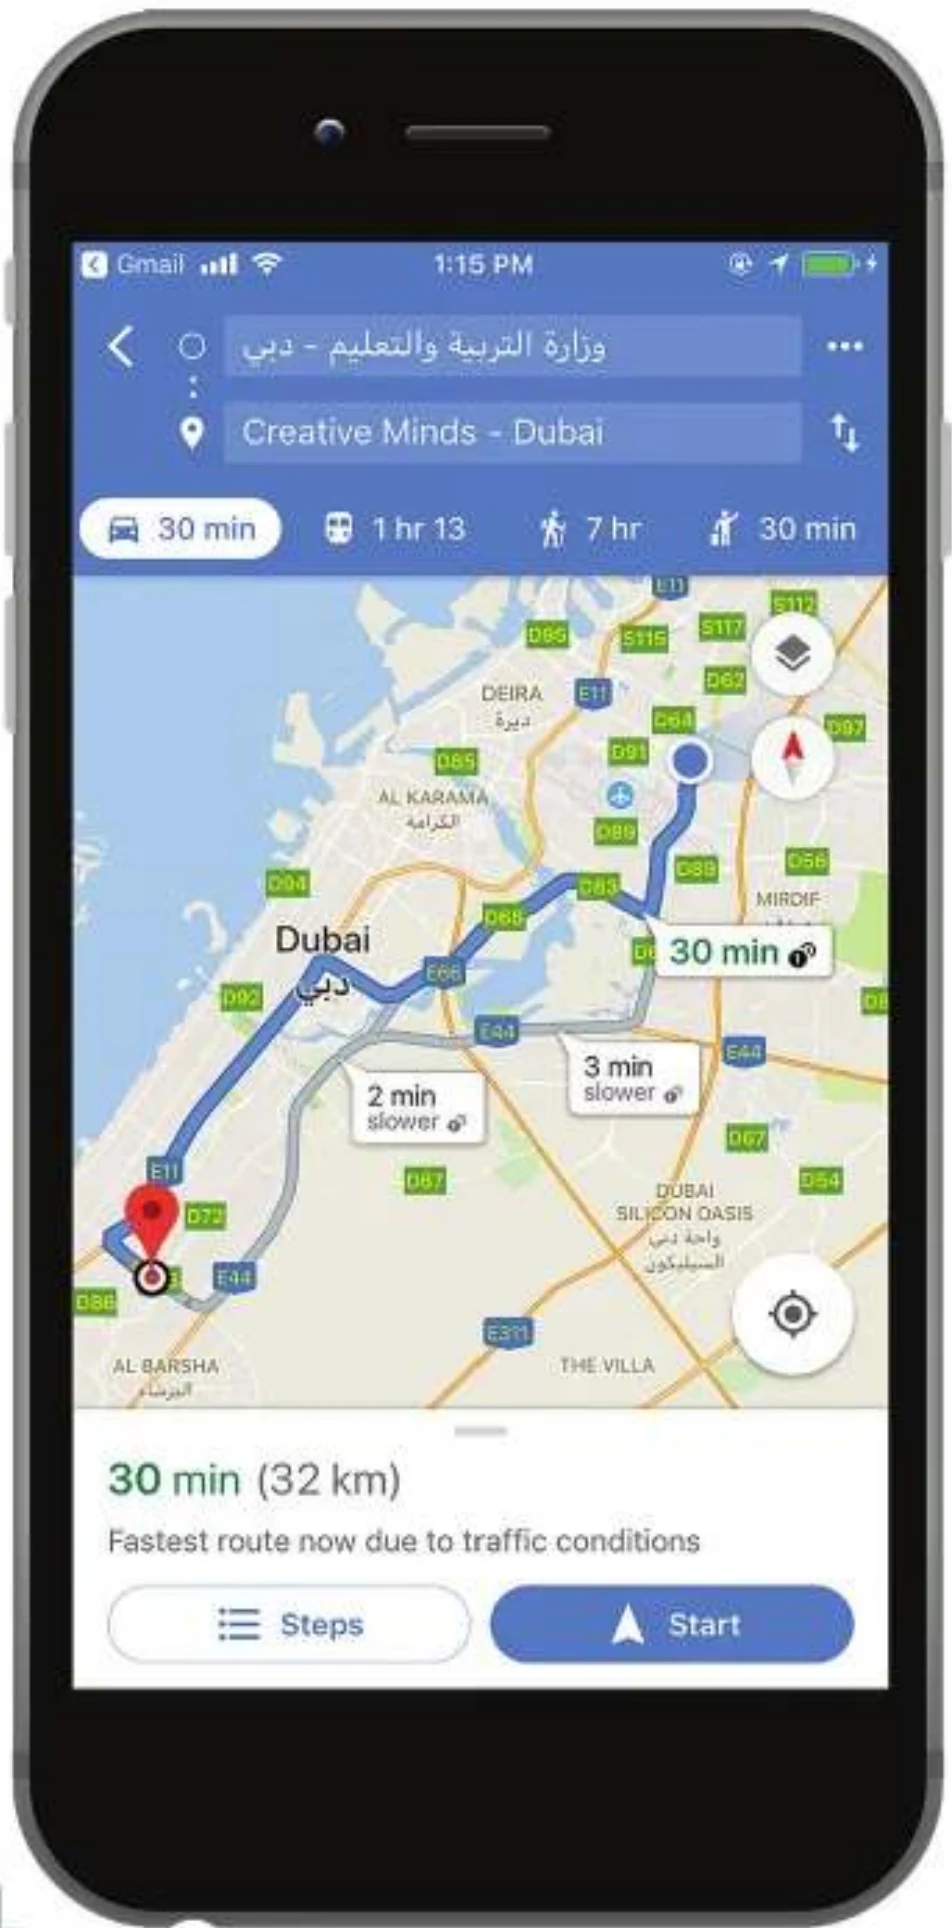 Gmail
1:15 PM
وزارة التربية والتعليم - دبي
Creative Minds - Dubai
30 min
1 hr 13
7 hr
30 min
E11
S112
D95
S115
S117
D62
DEIRA
ديرة
E11
D64
D97
D91
D85
AL KARAMA
الكرامة
D89
D94
D83
D89
D56
MIRDIF
D68
Dubai
دبي
30 min
E66
D92
E44
E44
3 min
slower
2 min
slower
D67
D67
D54
E11
D72
DUBAI
SILICON OASIS
واحة دبي
السيليكون
E44
D86
E311
AL BARSHA
البرشاء
THE VILLA
30 min (32 km)
Fastest route now due to traffic conditions
Steps
Start